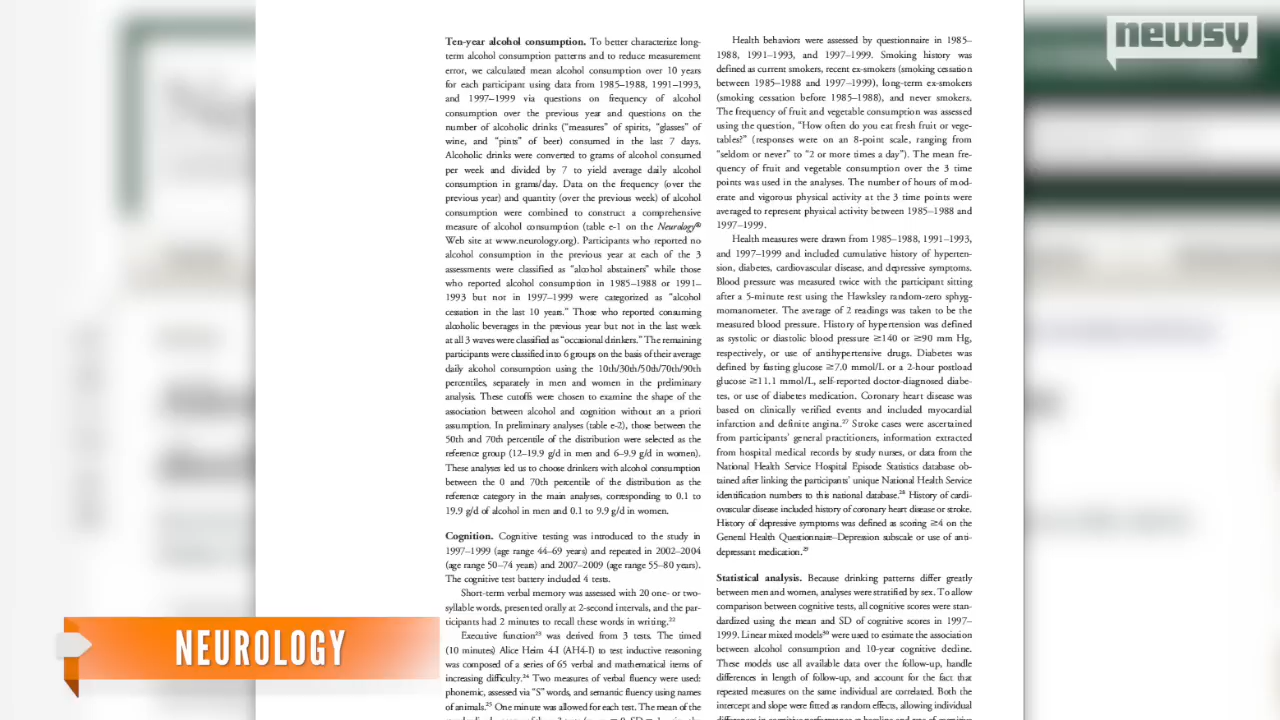 newsy
Ten-year alcohol consumption. To better characterize long-
term alcohol consumption patterns and to reduce measurement
error, we calculated mean alcohol consumption over 10 years
for each participant using data from 1985–1988, 1991–1993,
and 1997–1999 via questions on frequency of alcohol
consumption over the previous year and questions on the
number of alcoholic drinks ("measures" of spirits, "glasses" of
wine, and "pints" of beer) consumed in the last 7 days.
Alcoholic drinks were converted to grams of alcohol consumed
per week and divided by 7 to yield average daily alcohol
consumption in grams/day. Data on the frequency (over the
previous year) and quantity (over the previous week) of alcohol
consumption were combined to construct a comprehensive
measure of alcohol consumption (table e-1 on the Neurology®
Web site at www.neurology.org). Participants who reported no
alcohol consumption in the previous year at each of the 3
assessments were classified as "alcohol abstainers" while those
who reported alcohol consumption in 1985–1988 or 1991–
1993 but not in 1997–1999 were categorized as "alcohol
cessation in the last 10 years." Those who reported consuming
alcoholic beverages in the previous year but not in the last week
at all 3 waves were classified as "occasional drinkers." The remaining
participants were classified into 6 groups on the basis of their average
daily alcohol consumption using the 10th/30th/50th/70th/90th
percentiles, separately in men and women in the preliminary
analysis. These cutoffs were chosen to examine the shape of the
association between alcohol and cognition without an a priori
assumption. In preliminary analyses (table e-2), those between the
50th and 70th percentile of the distribution were selected as the
reference group (12–19.9 g/d in men and 6–9.9 g/d in women).
These analyses led us to choose drinkers with alcohol consumption
between the 0 and 70th percentile of the distribution as the
reference category in the main analyses, corresponding to 0.1 to
19.9 g/d of alcohol in men and 0.1 to 9.9 g/d in women.
Cognition. Cognitive testing was introduced to the study in
1997–1999 (age range 44–69 years) and repeated in 2002–2004
(age range 50–74 years) and 2007–2009 (age range 55–80 years).
The cognitive test battery included 4 tests.
Short-term verbal memory was assessed with 20 one- or two-
syllable words, presented orally at 2-second intervals, and the par-
ticipants had 2 minutes to recall these words in writing.22
Executive function23 was derived from 3 tests. The timed
(10 minutes) Alice Heim 4-I (AH4-I) to test inductive reasoning
was composed of a series of 65 verbal and mathematical items of
increasing difficulty.24 Two measures of verbal fluency were used:
phonemic, assessed via "S" words, and semantic fluency using names
of animals.25 One minute was allowed for each test. The mean of the
Health behaviors were assessed by questionnaire in 1985–
1988, 1991–1993, and 1997–1999. Smoking history was
defined as current smokers, recent ex-smokers (smoking cessation
between 1985–1988 and 1997–1999), long-term ex-smokers
(smoking cessation before 1985–1988), and never smokers.
The frequency of fruit and vegetable consumption was assessed
using the question, "How often do you eat fresh fruit or vege-
tables?" (responses were on an 8-point scale, ranging from
"seldom or never" to "2 or more times a day"). The mean fre-
quency of fruit and vegetable consumption over the 3 time
points was used in the analyses. The number of hours of mod-
erate and vigorous physical activity at the 3 time points were
averaged to represent physical activity between 1985–1988 and
1997–1999.
Health measures were drawn from 1985–1988, 1991–1993,
and 1997–1999 and included cumulative history of hyperten-
sion, diabetes, cardiovascular disease, and depressive symptoms.
Blood pressure was measured twice with the participant sitting
after a 5-minute rest using the Hawksley random-zero sphyg-
momanometer. The average of 2 readings was taken to be the
measured blood pressure. History of hypertension was defined
as systolic or diastolic blood pressure ≥140 or ≥90 mm Hg,
respectively, or use of antihypertensive drugs. Diabetes was
defined by fasting glucose ≥7.0 mmol/L or a 2-hour postload
glucose ≥11.1 mmol/L, self-reported doctor-diagnosed diabe-
tes, or use of diabetes medication. Coronary heart disease was
based on clinically verified events and included myocardial
infarction and definite angina.27 Stroke cases were ascertained
from participants' general practitioners, information extracted
from hospital medical records by study nurses, or data from the
National Health Service Hospital Episode Statistics database ob-
tained after linking the participants' unique National Health Service
identification numbers to this national database.28 History of cardi-
ovascular disease included history of coronary heart disease or stroke.
History of depressive symptoms was defined as scoring ≥4 on the
General Health Questionnaire–Depression subscale or use of anti-
depressant medication.29
Statistical analysis. Because drinking patterns differ greatly
between men and women, analyses were stratified by sex. To allow
comparison between cognitive tests, all cognitive scores were stan-
dardized using the mean and SD of cognitive scores in 1997–
1999. Linear mixed models30 were used to estimate the association
between alcohol consumption and 10-year cognitive decline.
These models use all available data over the follow-up, handle
differences in length of follow-up, and account for the fact that
repeated measures on the same individual are correlated. Both the
intercept and slope were fitted as random effects, allowing individual
NEUROLOGY